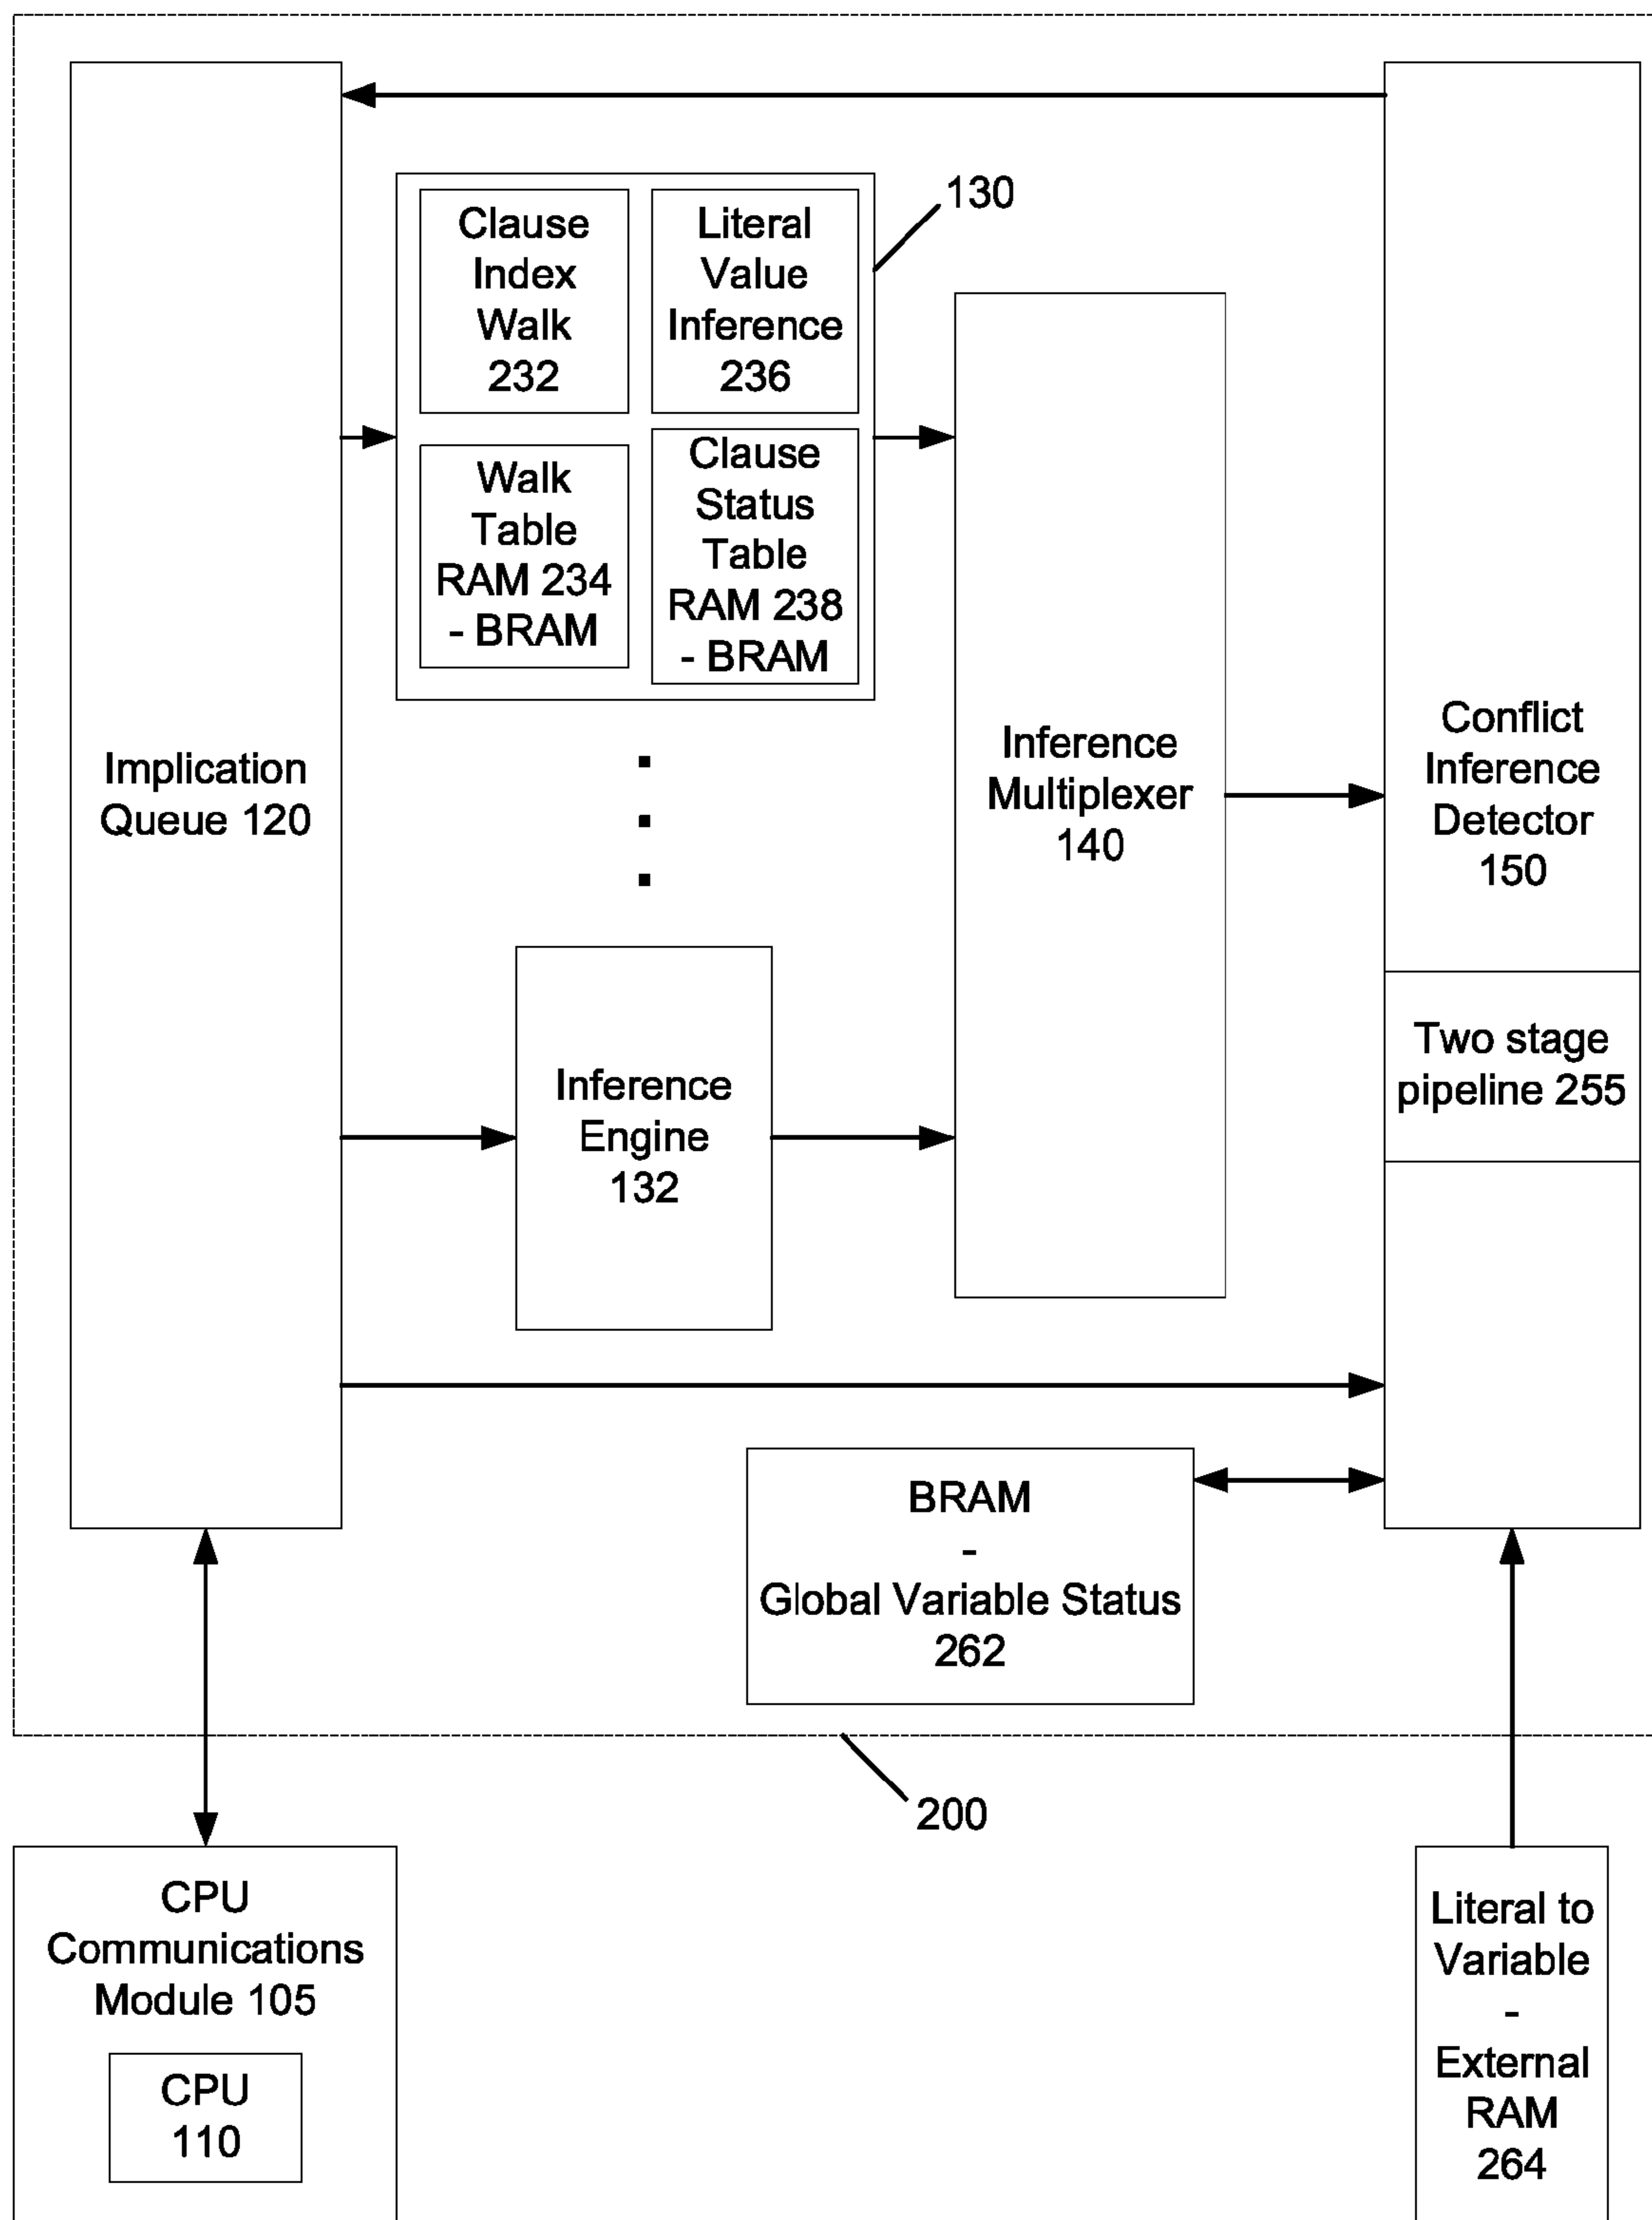 130
Clause
Index
Walk
232
Literal
Value
Inference
236
Walk
Table
RAM 234
- BRAM
Clause
Status
Table
RAM 238
- BRAM
Implication
Queue 120
Inference
Multiplexer
140
Conflict
Inference
Detector
150
Two stage
pipeline 255
Inference
Engine
132
BRAM
-
Global Variable Status
262
200
CPU
Communications
Module 105
CPU
110
Literal to
Variable
-
External
RAM
264